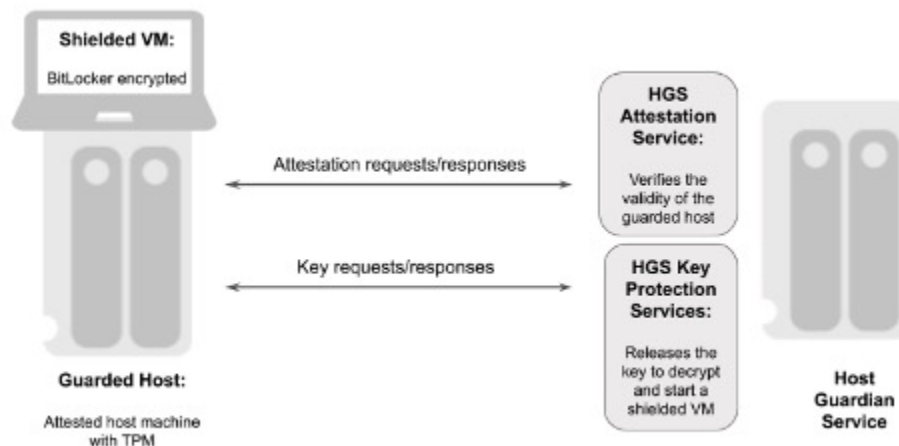 Shielded VM:
BitLocker encrypted
Attestation requests/responses
Key requests/responses
HGS
Attestation
Service:
Verifies the
validity of the
guarded host
HGS Key
Protection
Services:
Releases the
key to decrypt
and start a
shielded VM
Guarded Host:
Attested host machine
with TPM
Host
Guardian
Service